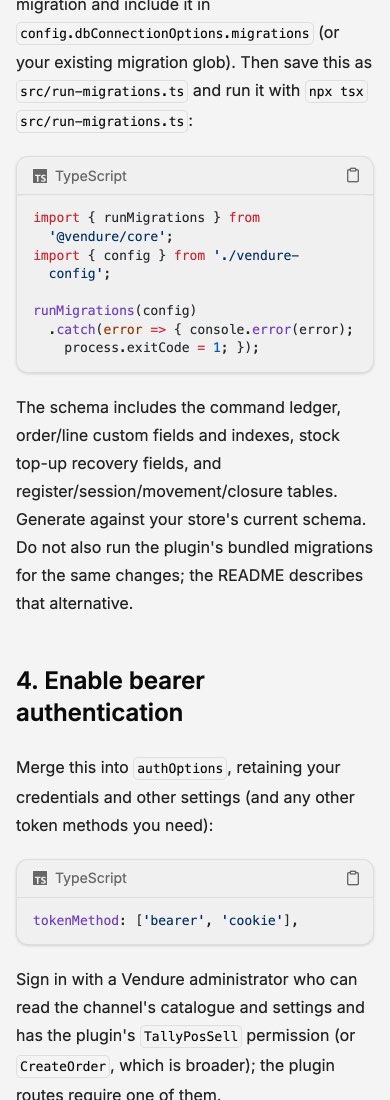 migration and include it in
config.dbConnectionOptions.migrations (or
your existing migration glob). Then save this as
src/run-migrations.ts and run it with npx tsx
src/run-migrations.ts:
TS TypeScript
import { runMigrations } from
'@vendure/core';
import { config } from './vendure-
config';
runMigrations(config)
.catch(error => { console.error(error);
process.exitCode = 1; });
The schema includes the command ledger,
order/line custom fields and indexes, stock
top-up recovery fields, and
register/session/movement/closure tables.
Generate against your store's current schema.
Do not also run the plugin's bundled migrations
for the same changes; the README describes
that alternative.
4. Enable bearer
authentication
Merge this into authOptions, retaining your
credentials and other settings (and any other
token methods you need):
TS TypeScript
tokenMethod: ['bearer', 'cookie'],
Sign in with a Vendure administrator who can
read the channel's catalogue and settings and
has the plugin's TallyPosSell permission (or
CreateOrder, which is broader); the plugin
routes require one of them.